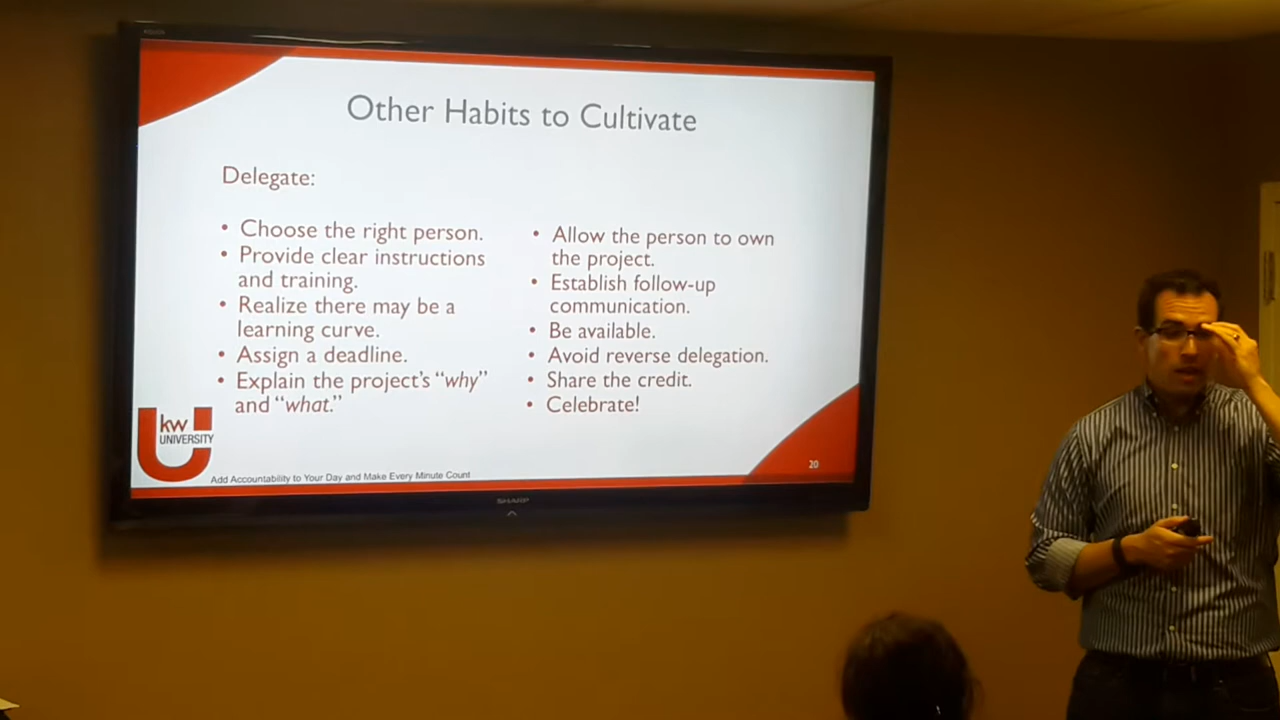 Other Habits to Cultivate
Delegate:
• Choose the right person.
• Provide clear instructions
and training.
• Realize there may be a
learning curve.
• Assign a deadline.
• Explain the project's "why"
and "what."
• Allow the person to own
the project.
• Establish follow-up
communication.
• Be available.
• Avoid reverse delegation.
• Share the credit.
• Celebrate!
kw
UNIVERSITY
Add Accountability to Your Day and Make Every Minute Count
20
SHARP